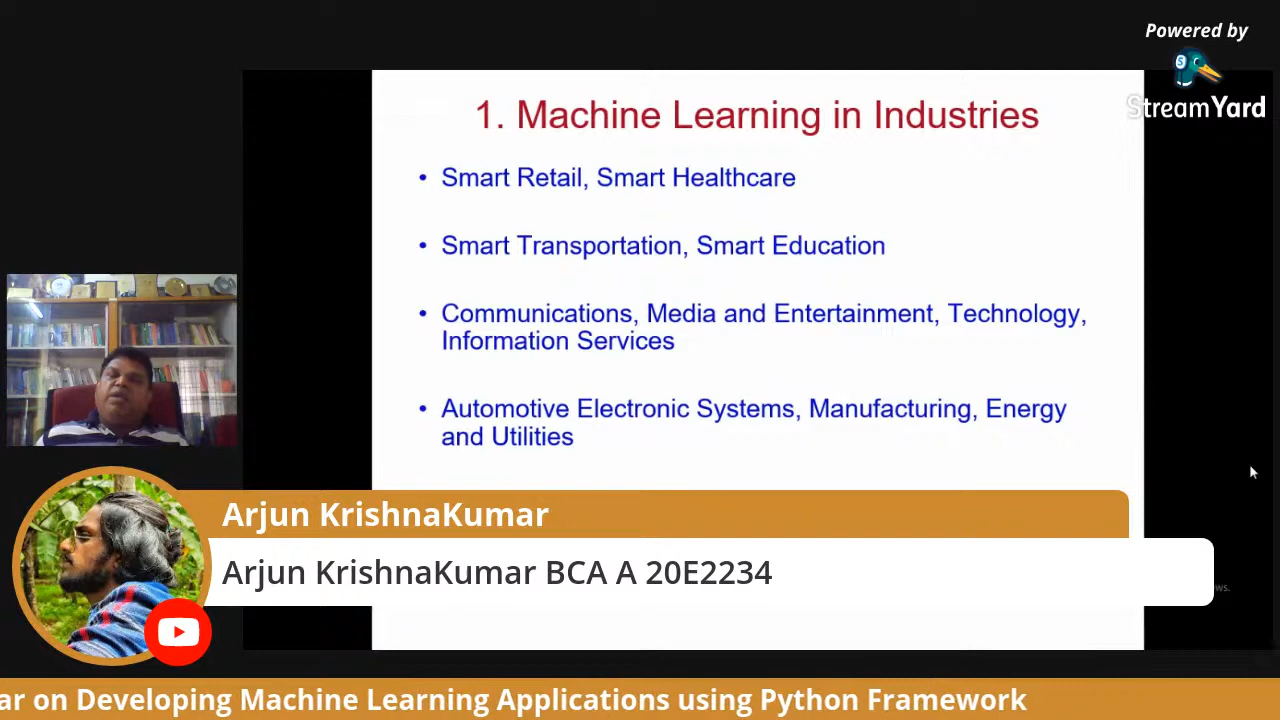 Powered by
StreamYard
1. Machine Learning in Industries
• Smart Retail, Smart Healthcare
• Smart Transportation, Smart Education
• Communications, Media and Entertainment, Technology,
Information Services
• Automotive Electronic Systems, Manufacturing, Energy
and Utilities
Arjun KrishnaKumar
Arjun KrishnaKumar BCA A 20E2234
ws.
ar on Developing Machine Learning Applications using Python Framework